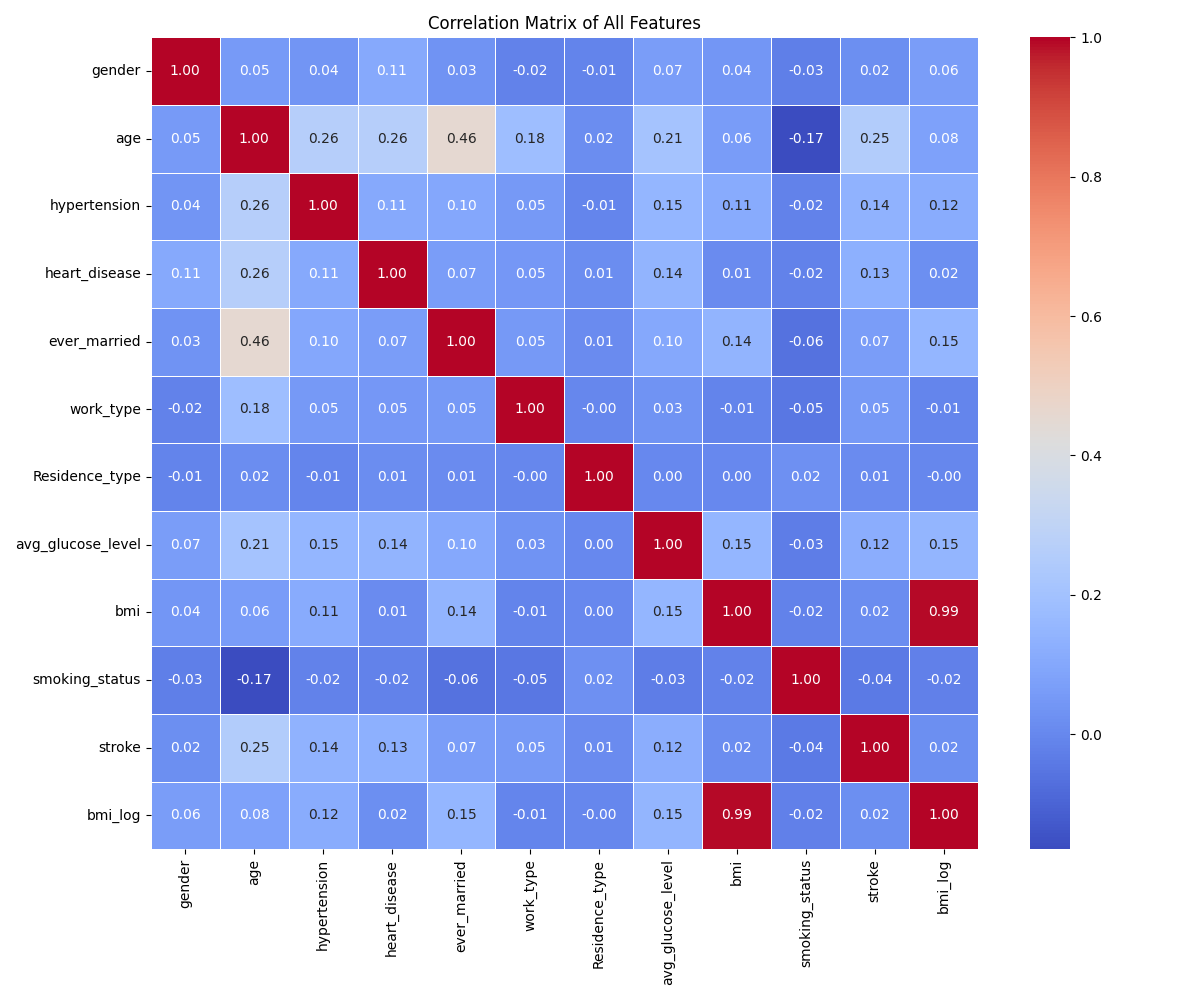 Correlation Matrix of All Features
gender 1.00 0.05 0.04 0.11 0.03 -0.02 -0.01 0.07 0.04 -0.03 0.02 0.06
age 0.05 1.00 0.26 0.26 0.46 0.18 0.02 0.21 0.06 -0.17 0.25 0.08
hypertension 0.04 0.26 1.00 0.11 0.10 0.05 -0.01 0.15 0.11 -0.02 0.14 0.12
heart_disease 0.11 0.26 0.11 1.00 0.07 0.05 0.01 0.14 0.01 -0.02 0.13 0.02
ever_married 0.03 0.46 0.10 0.07 1.00 0.05 0.01 0.10 0.14 -0.06 0.07 0.15
work_type -0.02 0.18 0.05 0.05 0.05 1.00 -0.00 0.03 -0.01 -0.05 0.05 -0.01
Residence_type -0.01 0.02 -0.01 0.01 0.01 -0.00 1.00 0.00 0.00 0.02 0.01 -0.00
avg_glucose_level 0.07 0.21 0.15 0.14 0.10 0.03 0.00 1.00 0.15 -0.03 0.12 0.15
bmi 0.04 0.06 0.11 0.01 0.14 -0.01 0.00 0.15 1.00 -0.02 0.02 0.99
smoking_status -0.03 -0.17 -0.02 -0.02 -0.06 -0.05 0.02 -0.03 -0.02 1.00 -0.04 -0.02
stroke 0.02 0.25 0.14 0.13 0.07 0.05 0.01 0.12 0.02 -0.04 1.00 0.02
bmi_log 0.06 0.08 0.12 0.02 0.15 -0.01 -0.00 0.15 0.99 -0.02 0.02 1.00
gender age hypertension heart_disease ever_married work_type Residence_type avg_glucose_level bmi smoking_status stroke bmi_log
1.0
0.8
0.6
0.4
0.2
0.0